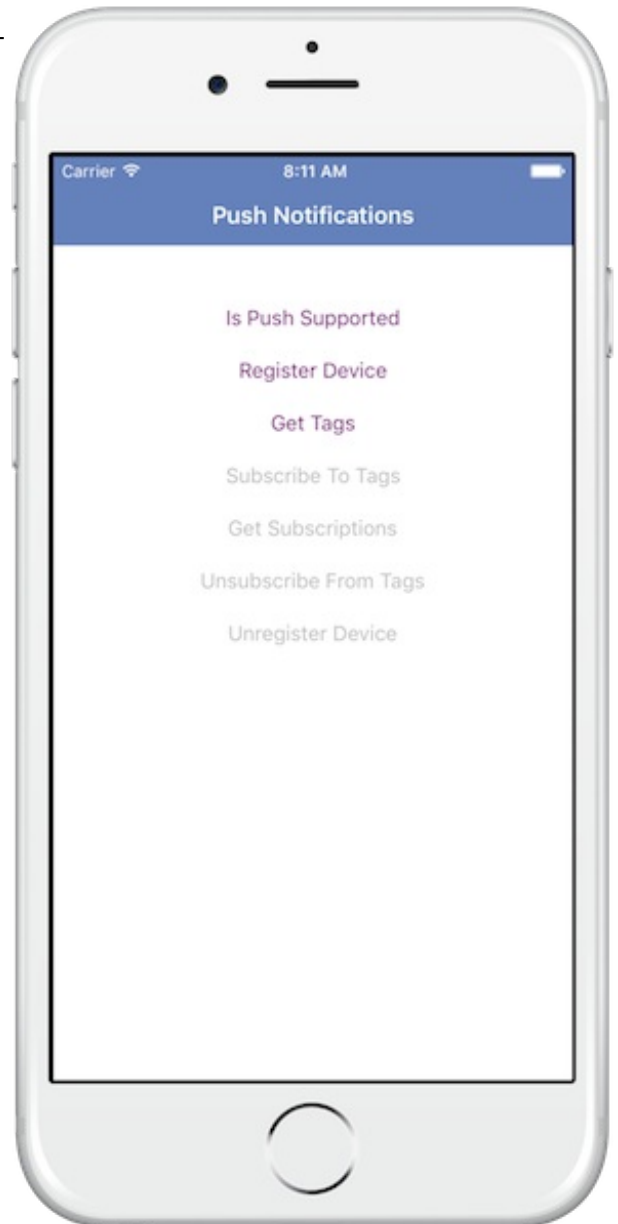 Carrier
8:11 AM
Push Notifications
Is Push Supported
Register Device
Get Tags
Subscribe To Tags
Get Subscriptions
Unsubscribe From Tags
Unregister Device